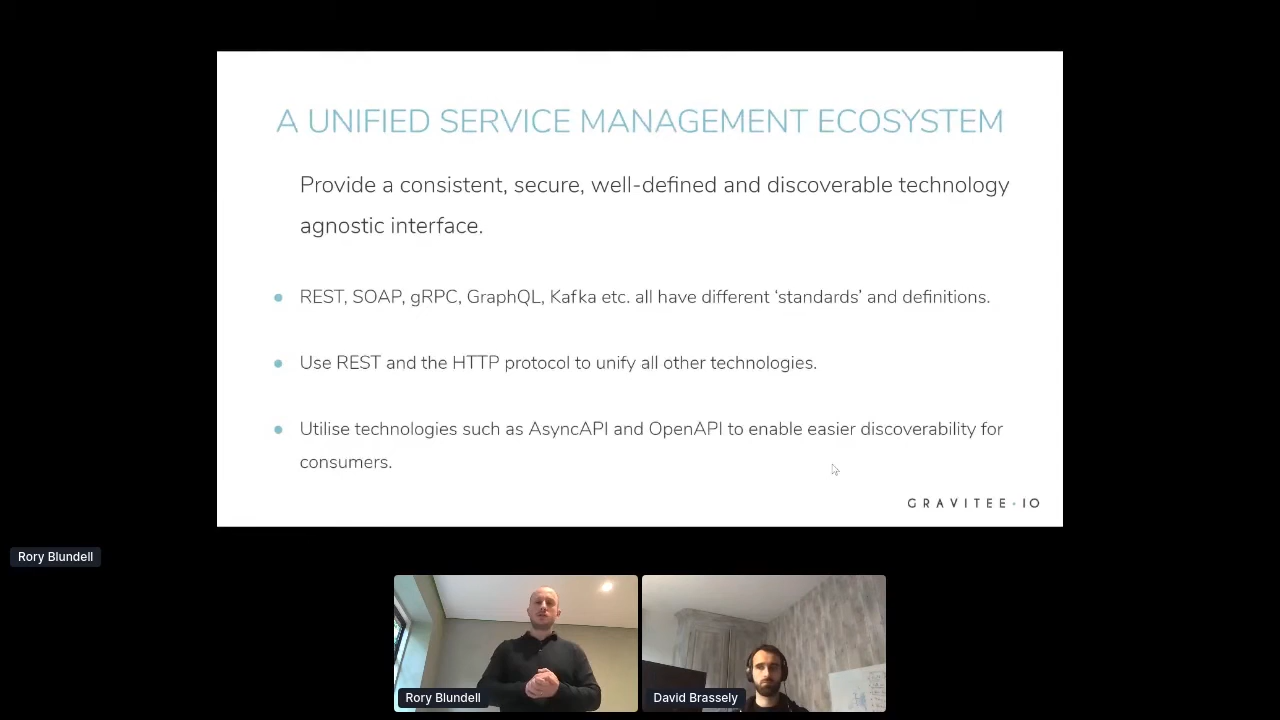 A UNIFIED SERVICE MANAGEMENT ECOSYSTEM
Provide a consistent, secure, well-defined and discoverable technology
agnostic interface.
REST, SOAP, gRPC, GraphQL, Kafka etc. all have different ‘standards’ and definitions.
Use REST and the HTTP protocol to unify all other technologies.
Utilise technologies such as AsyncAPI and OpenAPI to enable easier discoverability for
consumers.
GRAVITEE·IO
Rory Blundell
Rory Blundell
David Brassely